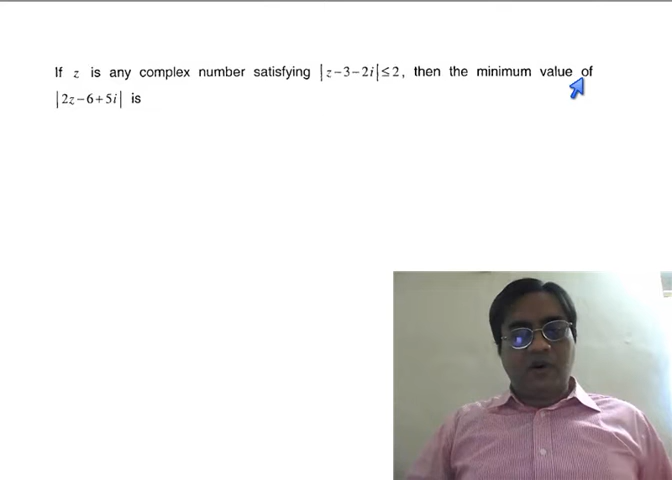 If z is any complex number satisfying |z−3−2i|≤2, then the minimum value of
|2z−6+5i| is